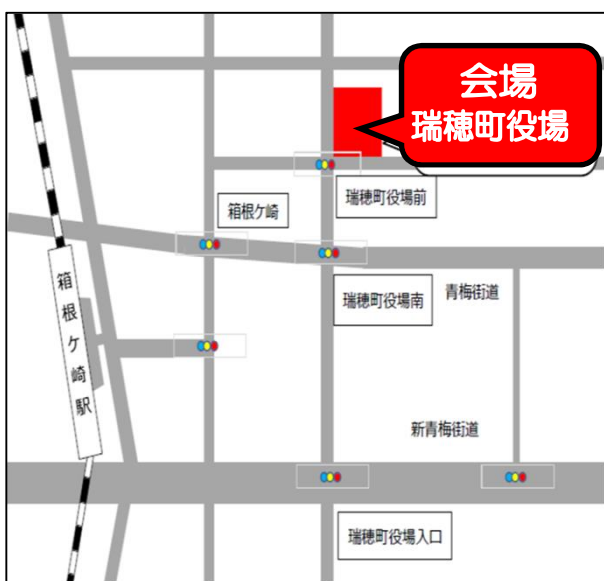 会場
瑞穂町役場
瑞穂町役場前
箱根ケ崎
瑞穂町役場南
青梅街道
箱根ケ崎駅
新青梅街道
瑞穂町役場入口